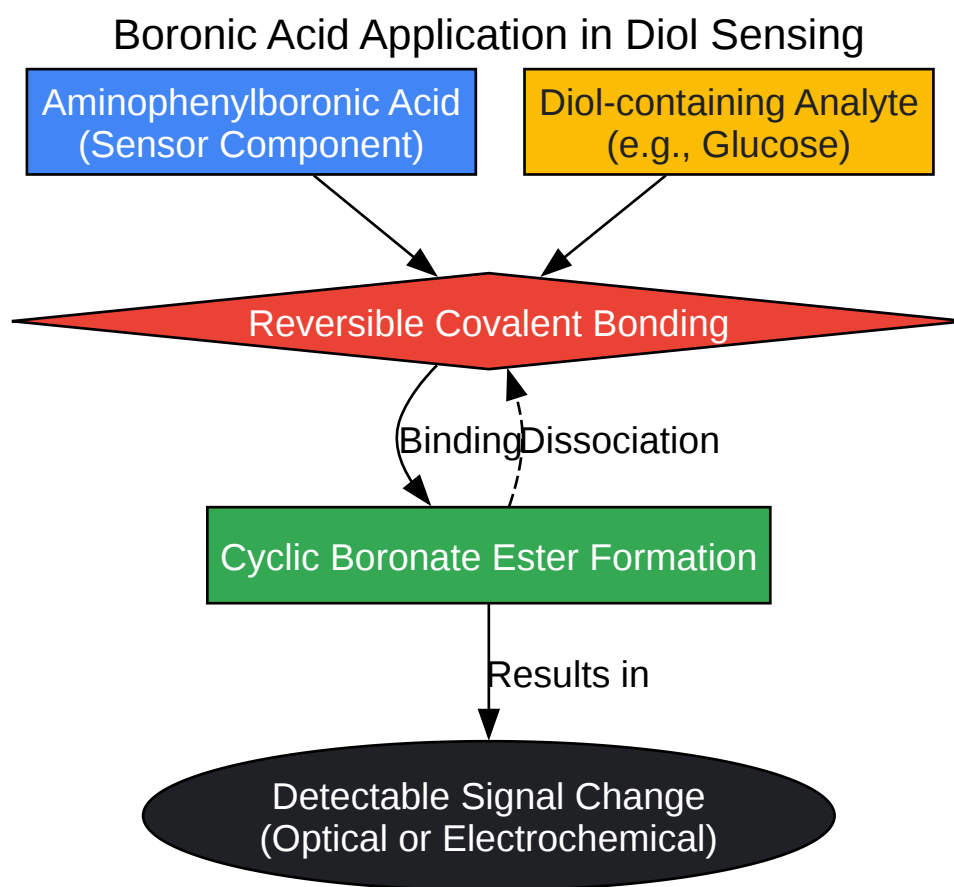 Boronic Acid Application in Diol Sensing
Aminophenylboronic Acid
(Sensor Component)
Diol-containing Analyte
(e.g., Glucose)
Reversible Covalent Bonding
Binding
Dissociation
Cyclic Boronate Ester Formation
Results in
Detectable Signal Change
(Optical or Electrochemical)